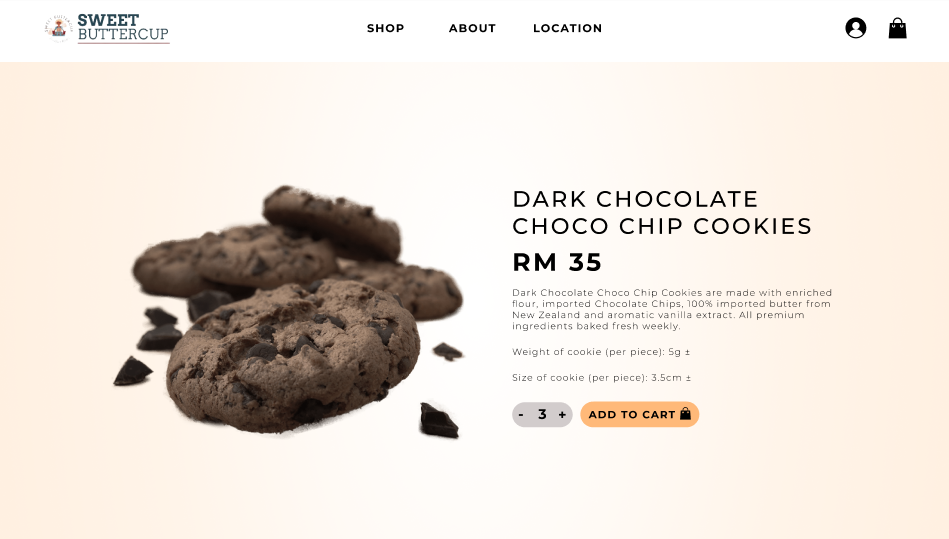 SWEET
BUTTERCUP
SHOP
ABOUT
LOCATION
DARK CHOCOLATE
CHOCO CHIP COOKIES
RM 35
Dark Chocolate Choco Chip Cookies are made with enriched
flour, imported Chocolate Chips, 100% imported butter from
New Zealand and aromatic vanilla extract. All premium
ingredients baked fresh weekly.
Weight of cookie (per piece): 5g ±
Size of cookie (per piece): 3.5cm ±
- 3 +
ADD TO CART